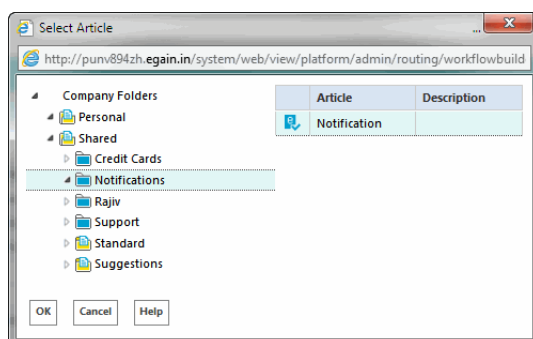 Select Article
...
X
http://punv894zh.egain.in/system/web/view/platform/admin/routing/workflowbuild
Company Folders
Personal
Shared
Credit Cards
Notifications
Rajiv
Support
Standard
Suggestions
Article Description
Notification
OK Cancel Help